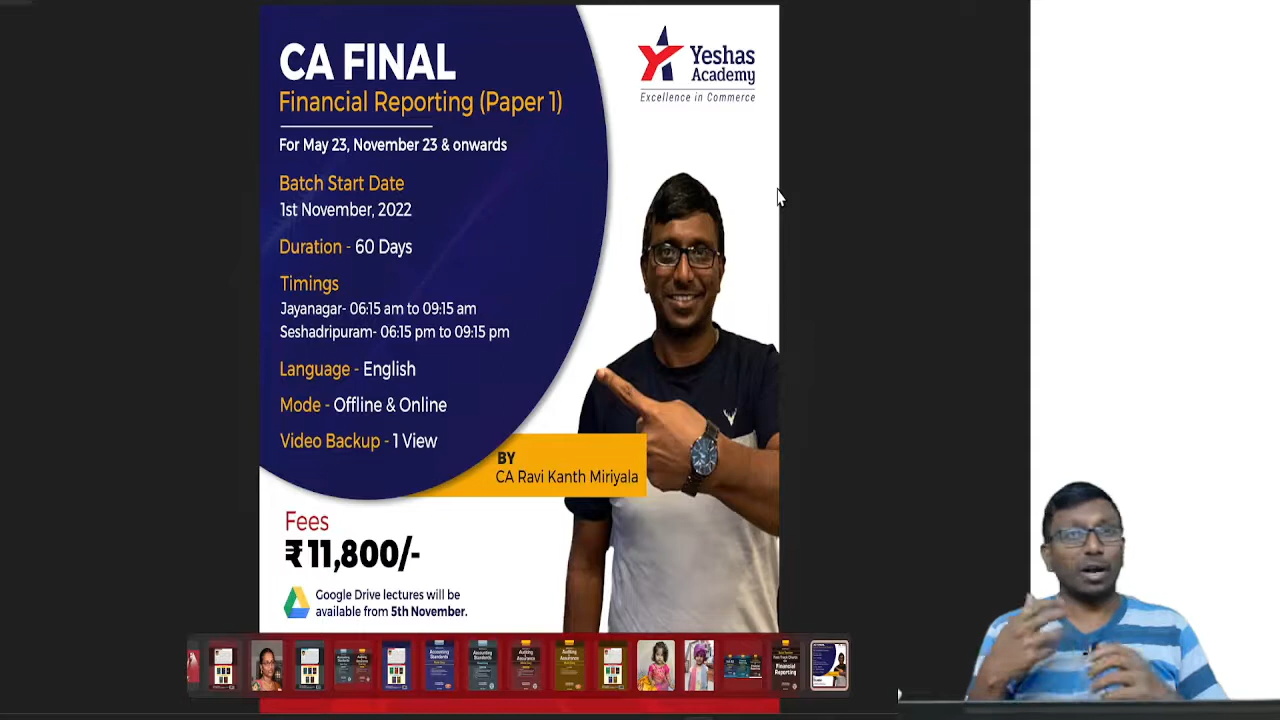 CA FINAL
Financial Reporting (Paper 1)
For May 23, November 23 & onwards
Batch Start Date
1st November, 2022
Duration - 60 Days
Timings
Jayanagar- 06:15 am to 09:15 am
Seshadripuram- 06:15 pm to 09:15 pm
Language - English
Mode - Offline & Online
Video Backup - 1 View
Yeshas
Academy
Excellence in Commerce
BY
CA Ravi Kanth Miriyala
Fees
₹ 11,800/-
Google Drive lectures will be
available from 5th November.